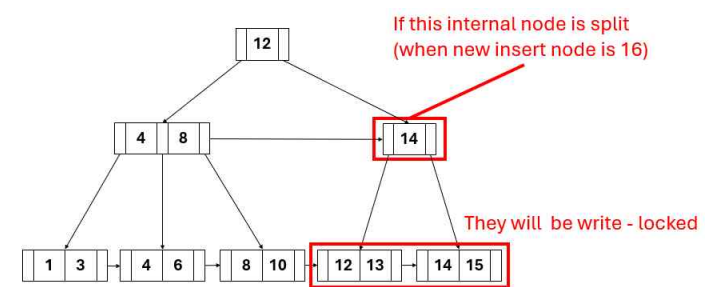 If this internal node is split
(when new insert node is 16)
12
4 8
14
They will be write - locked
1 3
4 6
8 10
12 13
14 15